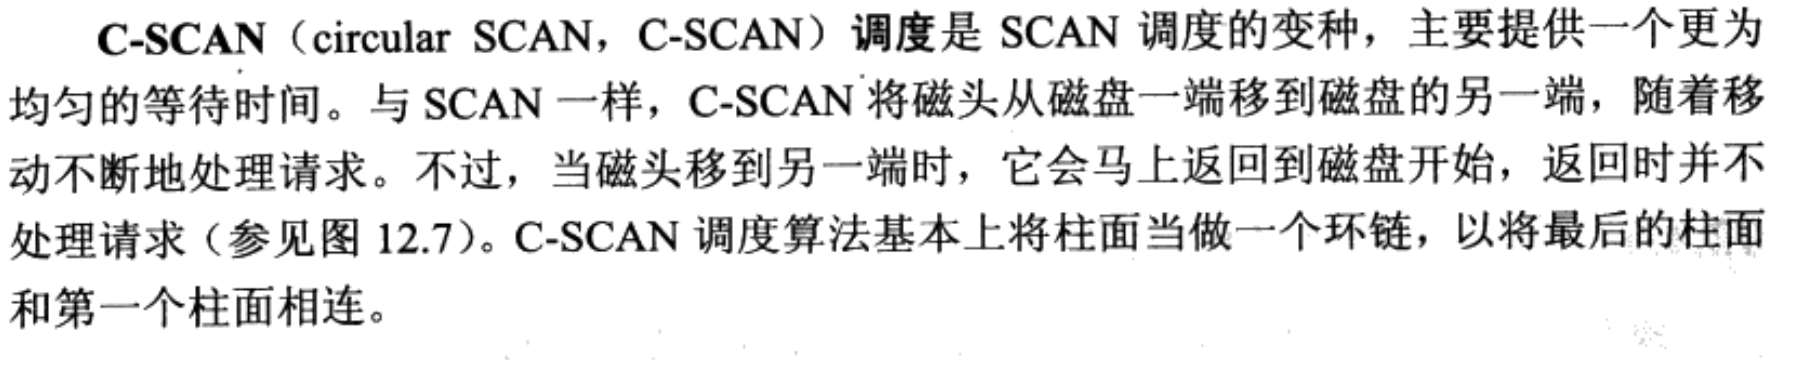 C-SCAN（circular SCAN，C-SCAN）调度是 SCAN 调度的变种，主要提供一个更为
均匀的等待时间。与 SCAN 一样，C-SCAN 将磁头从磁盘一端移到磁盘的另一端，随着移
动不断地处理请求。不过，当磁头移到另一端时，它会马上返回到磁盘开始，返回时并不
处理请求（参见图 12.7）。C-SCAN 调度算法基本上将柱面当做一个环链，以将最后的柱面
和第一个柱面相连。